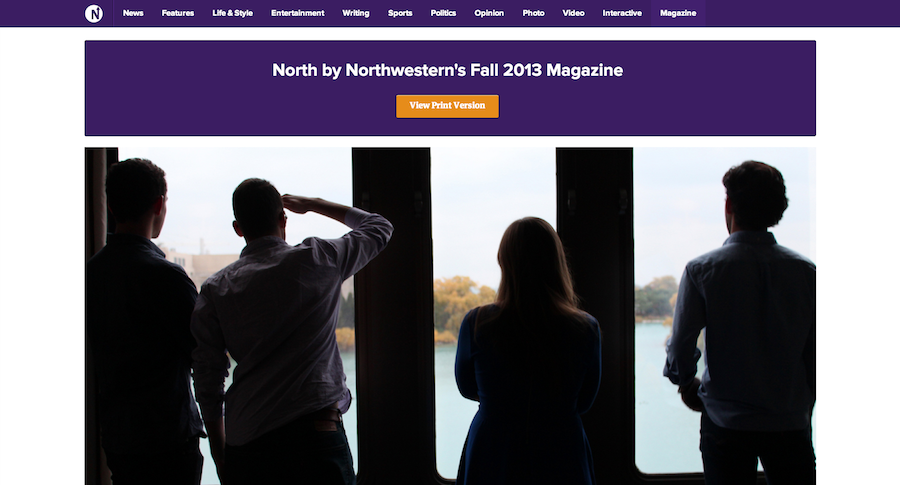 N News Features Life & Style Entertainment Writing Sports Politics Opinion Photo Video Interactive Magazine
North by Northwestern's Fall 2013 Magazine
View Print Version